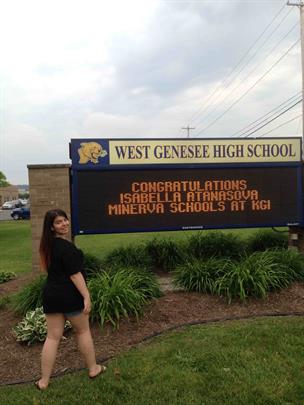 WEST GENESEE HIGH SCHOOL
CONGRATULATIONS
ISABELLA ATANASOVA
MINERVA SCHOOLS AT KGI